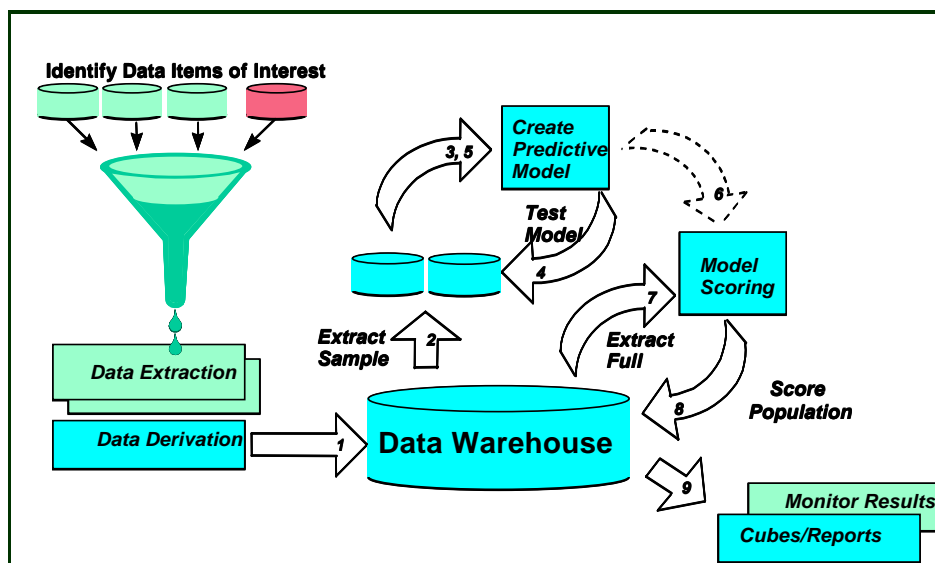 Identify Data Items of Interest
Create
Predictive
Model
3, 5
6
Test
Model
4
Model
Scoring
7
Extract
Sample
2
Extract
Full
Data Extraction
Score
Population
8
Data Derivation
1
Data Warehouse
9
Monitor Results
Cubes/Reports